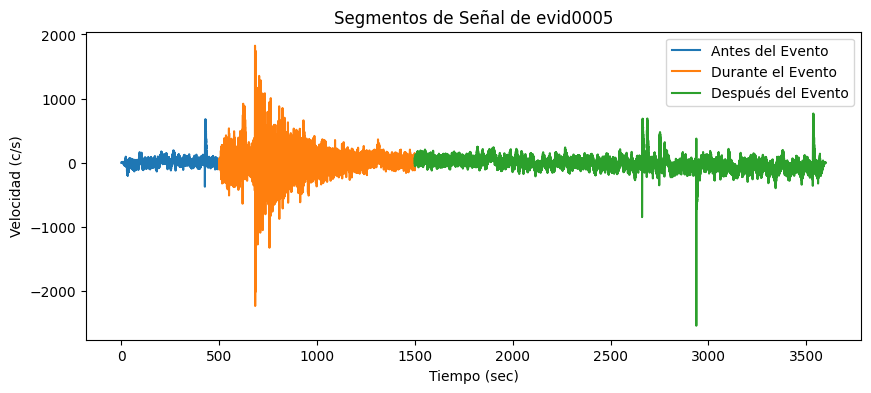 Segmentos de Señal de evid0005
Velocidad (c/s)
2000
1000
0
−1000
−2000
Antes del Evento
Durante el Evento
Después del Evento
0
500
1000
1500
2000
2500
3000
3500
Tiempo (sec)